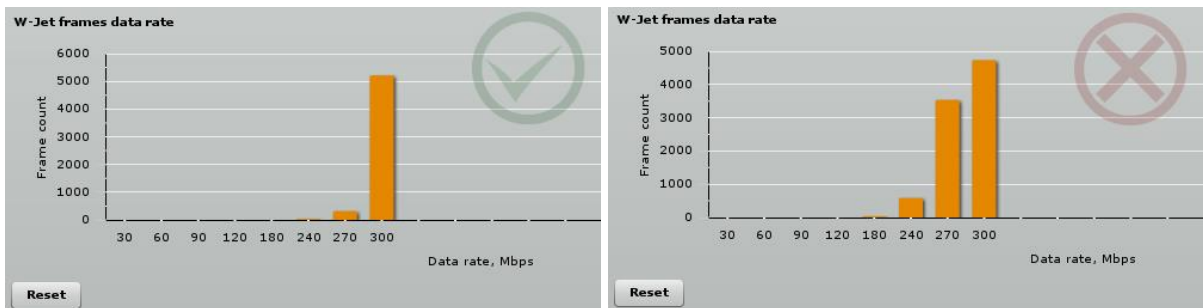 W-Jet frames data rate
6000
5000
4000
3000
2000
1000
0
Frame count
30 60 90 120 180 240 270 300
Data rate, Mbps
Reset
W-Jet frames data rate
5000
4000
3000
2000
1000
0
Frame count
30 60 90 120 180 240 270 300
Data rate, Mbps
Reset